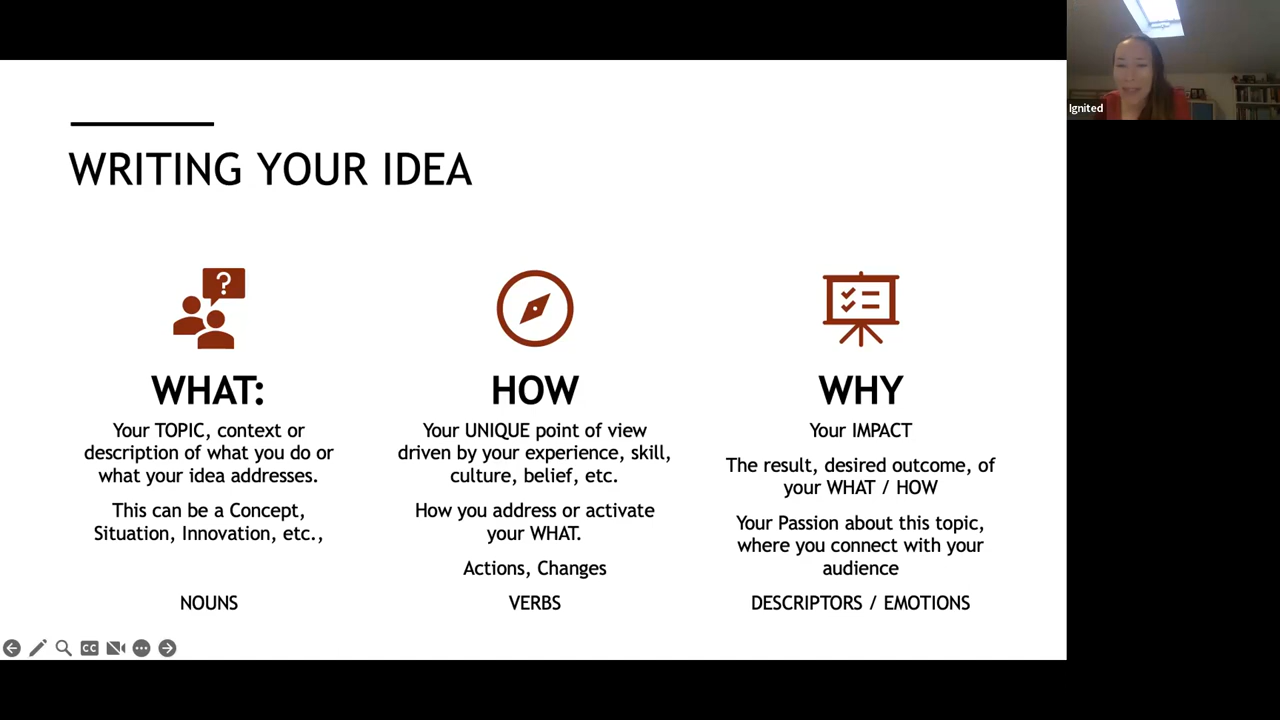 Ignited
WRITING YOUR IDEA
?
WHAT:
Your TOPIC, context or
description of what you do or
what your idea addresses.
This can be a Concept,
Situation, Innovation, etc.,
NOUNS
HOW
Your UNIQUE point of view
driven by your experience, skill,
culture, belief, etc.
How you address or activate
your WHAT.
Actions, Changes
VERBS
WHY
Your IMPACT
The result, desired outcome, of
your WHAT / HOW
Your Passion about this topic,
where you connect with your
audience
DESCRIPTORS / EMOTIONS
CC